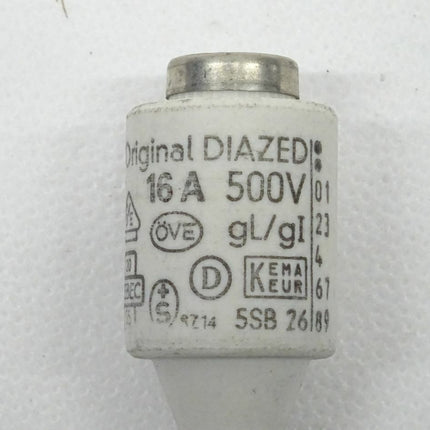 Original DIAZED
16 A 500V
ÖVE gL/gI
D KEMA KEUR
+S 5SB 26
01
23
4
67
89